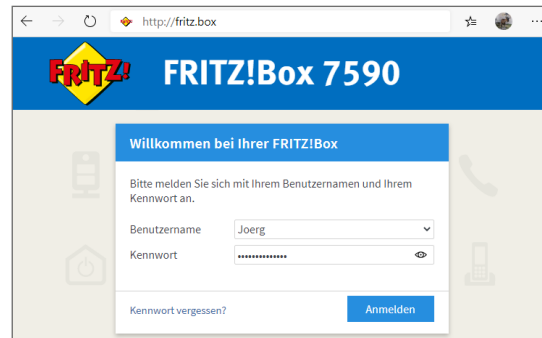 http://fritz.box
FRITZ! FRITZ!Box 7590
Willkommen bei Ihrer FRITZ!Box
Bitte melden Sie sich mit Ihrem Benutzernamen und Ihrem
Kennwort an.
Benutzername Joerg
Kennwort ••••••••••••••
Kennwort vergessen? Anmelden